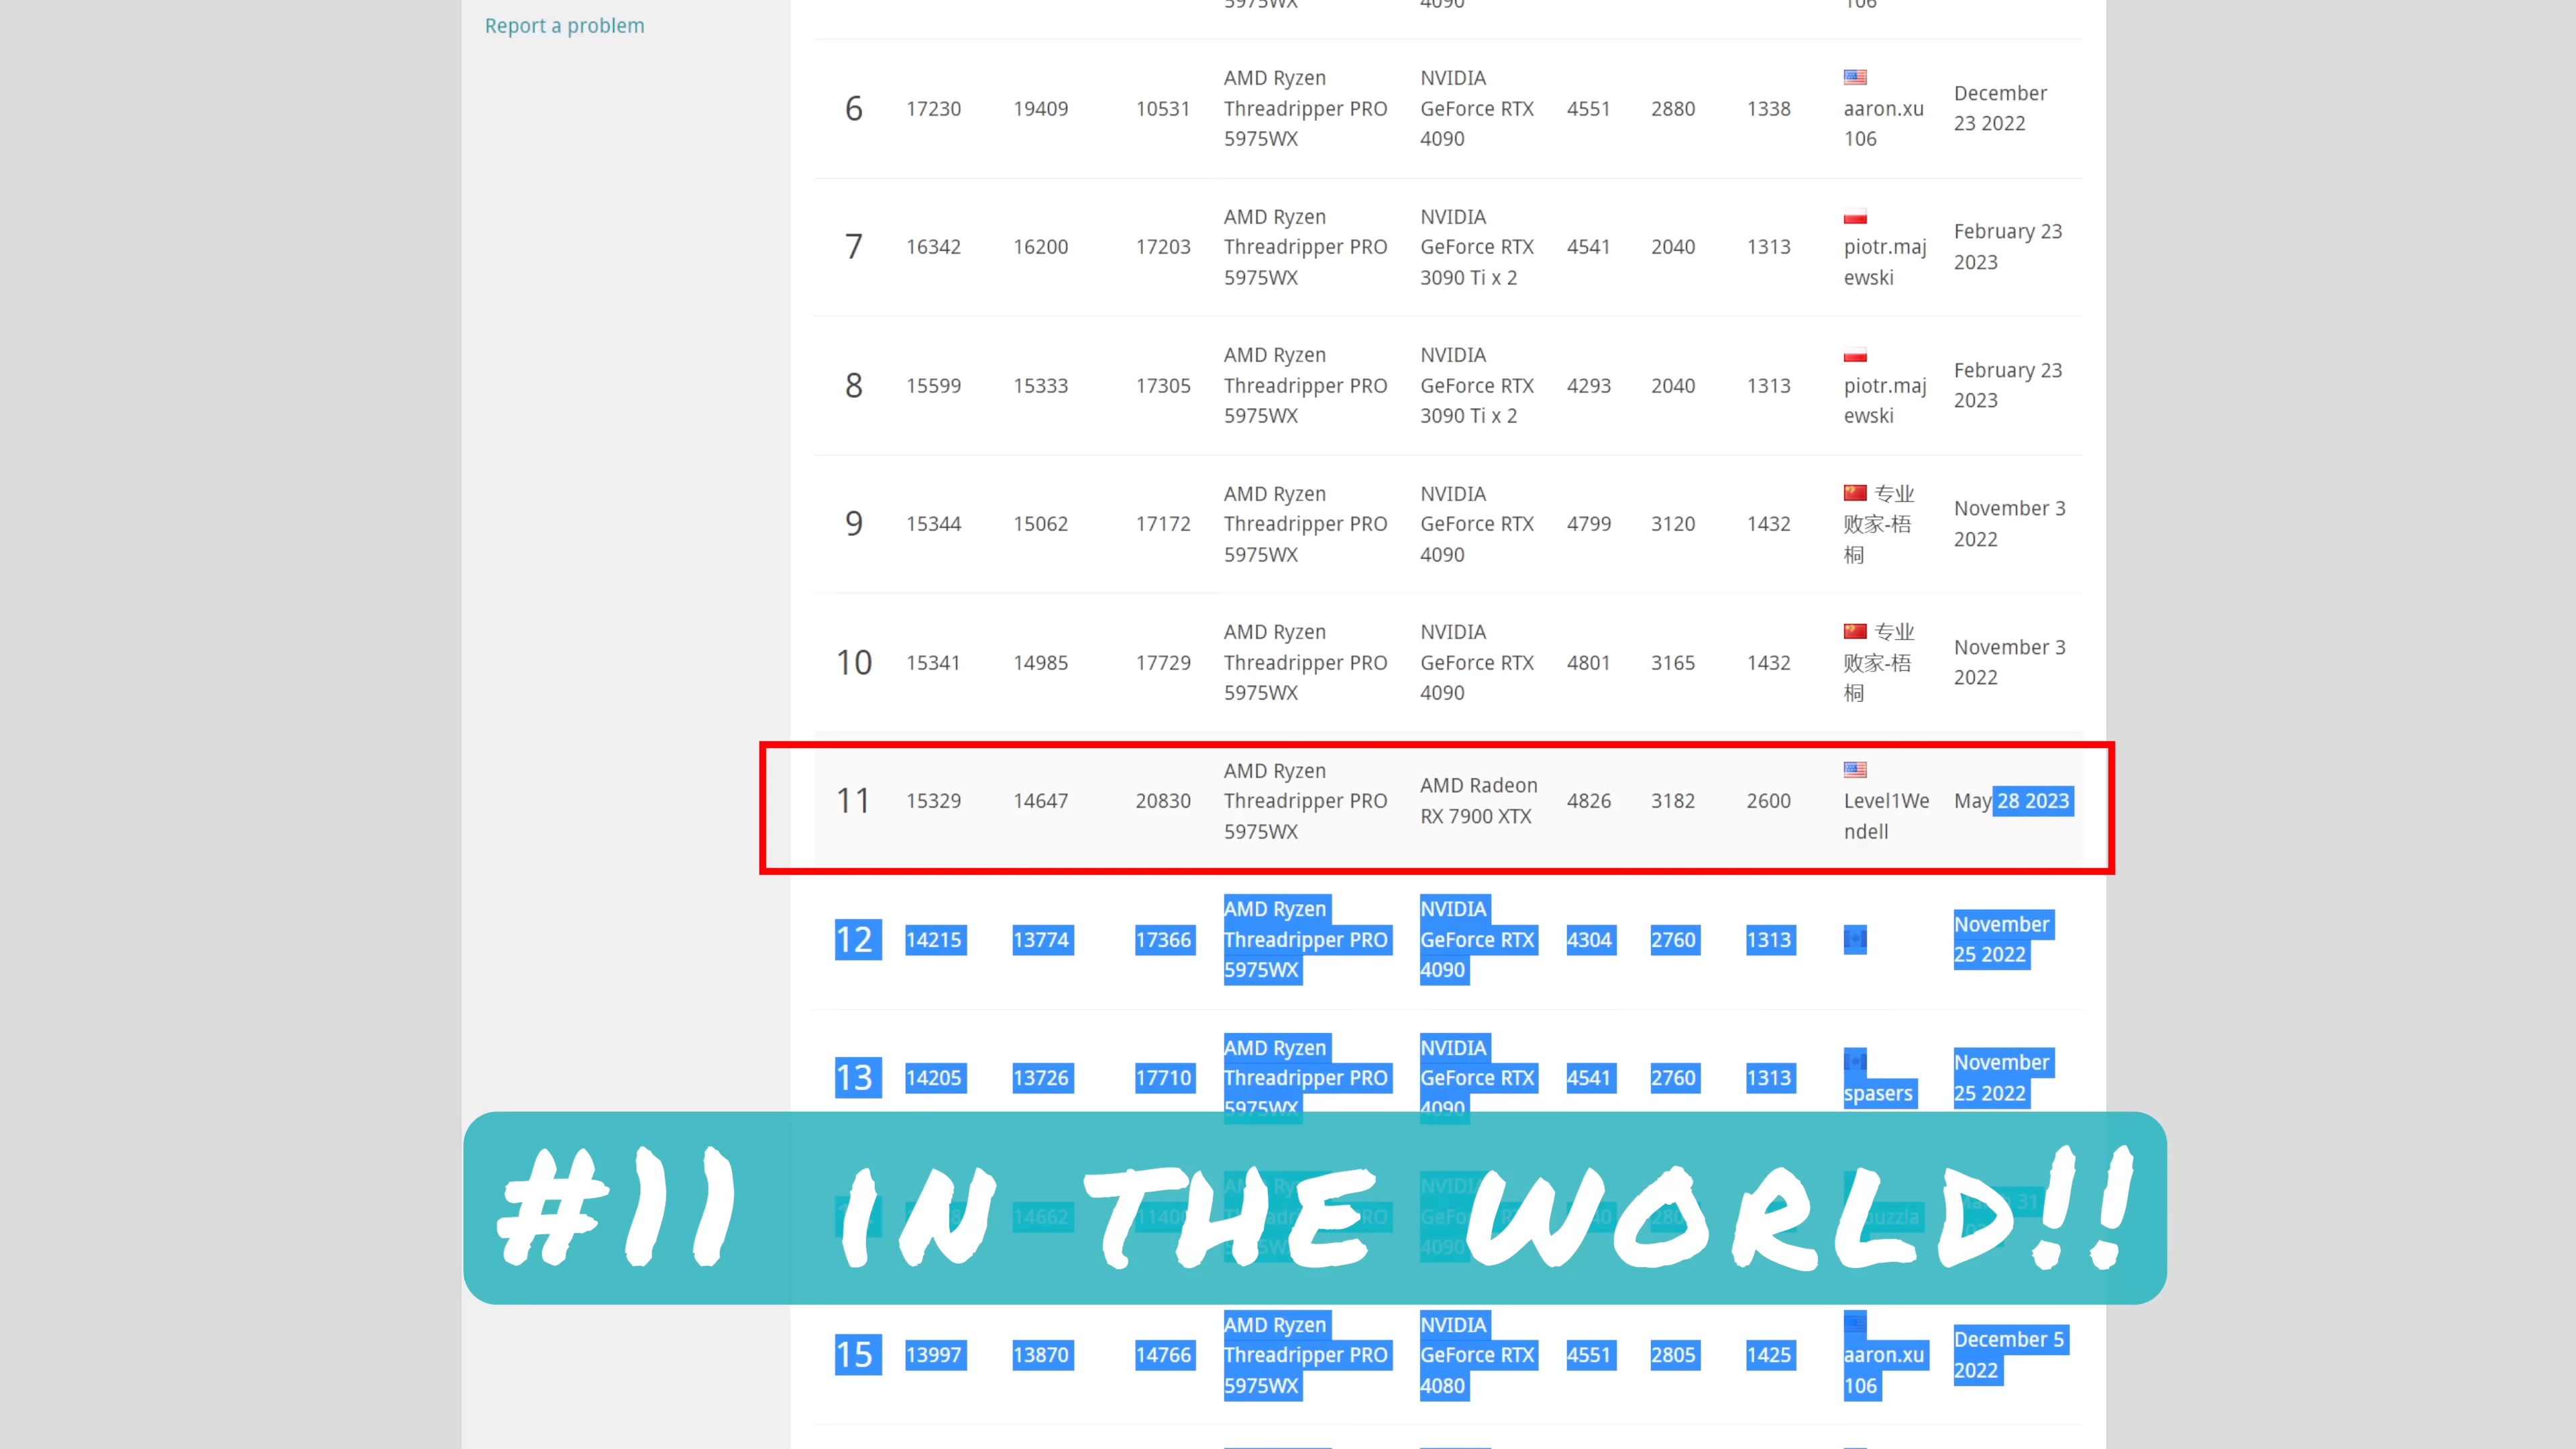 Report a problem
5975WX 4090 106
6 17230 19409 10531 AMD Ryzen Threadripper PRO 5975WX NVIDIA GeForce RTX 4090 4551 2880 1338 aaron.xu106 December 23 2022
7 16342 16200 17203 AMD Ryzen Threadripper PRO 5975WX NVIDIA GeForce RTX 3090 Ti x 2 4541 2040 1313 piotr.majewski February 23 2023
8 15599 15333 17305 AMD Ryzen Threadripper PRO 5975WX NVIDIA GeForce RTX 3090 Ti x 2 4293 2040 1313 piotr.majewski February 23 2023
9 15344 15062 17172 AMD Ryzen Threadripper PRO 5975WX NVIDIA GeForce RTX 4090 4799 3120 1432 专业败家-梧桐 November 3 2022
10 15341 14985 17729 AMD Ryzen Threadripper PRO 5975WX NVIDIA GeForce RTX 4090 4801 3165 1432 专业败家-梧桐 November 3 2022
11 15329 14647 20830 AMD Ryzen Threadripper PRO 5975WX AMD Radeon RX 7900 XTX 4826 3182 2600 Level1Wendell May 28 2023
12 14215 13774 17366 AMD Ryzen Threadripper PRO 5975WX NVIDIA GeForce RTX 4090 4304 2760 1313 November 25 2022
13 14205 13726 17710 AMD Ryzen Threadripper PRO 5975WX NVIDIA GeForce RTX 4090 4541 2760 1313 spasers November 25 2022
#11 IN THE WORLD!!
15 13997 13870 14766 AMD Ryzen Threadripper PRO 5975WX NVIDIA GeForce RTX 4080 4551 2805 1425 aaron.xu106 December 5 2022